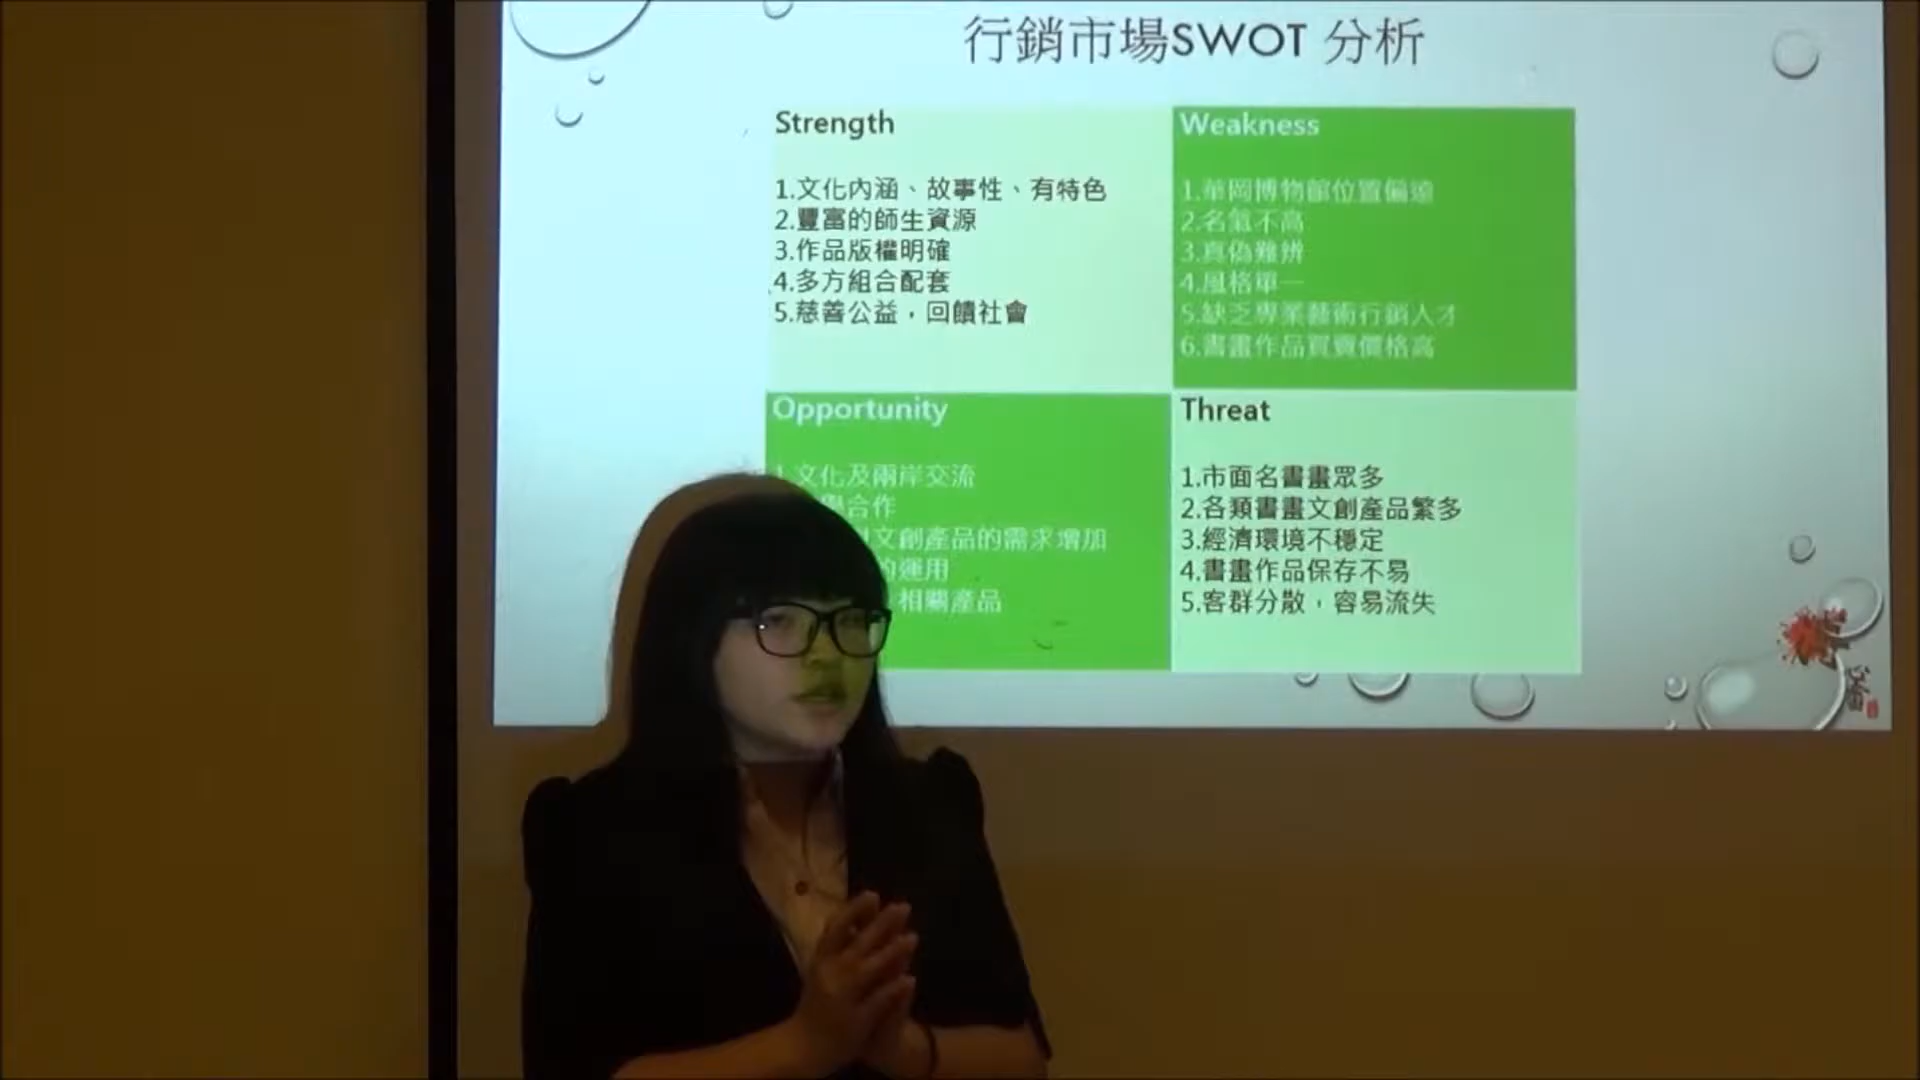 行銷市場SWOT 分析
Strength
1.文化內涵、故事性、有特色
2.豐富的師生資源
3.作品版權明確
4.多方組合配套
5.慈善公益，回饋社會
Weakness
1.華岡博物館位置偏遠
2.名氣不高
3.真偽難辨
4.風格單一
5.缺乏專業藝術行銷人才
6.書畫作品買賣價格高
Opportunity
1.文化及兩岸交流
學合作
文創產品的需求增加
的運用
相關產品
Threat
1.市面名書畫眾多
2.各類書畫文創產品繁多
3.經濟環境不穩定
4.書畫作品保存不易
5.客群分散，容易流失